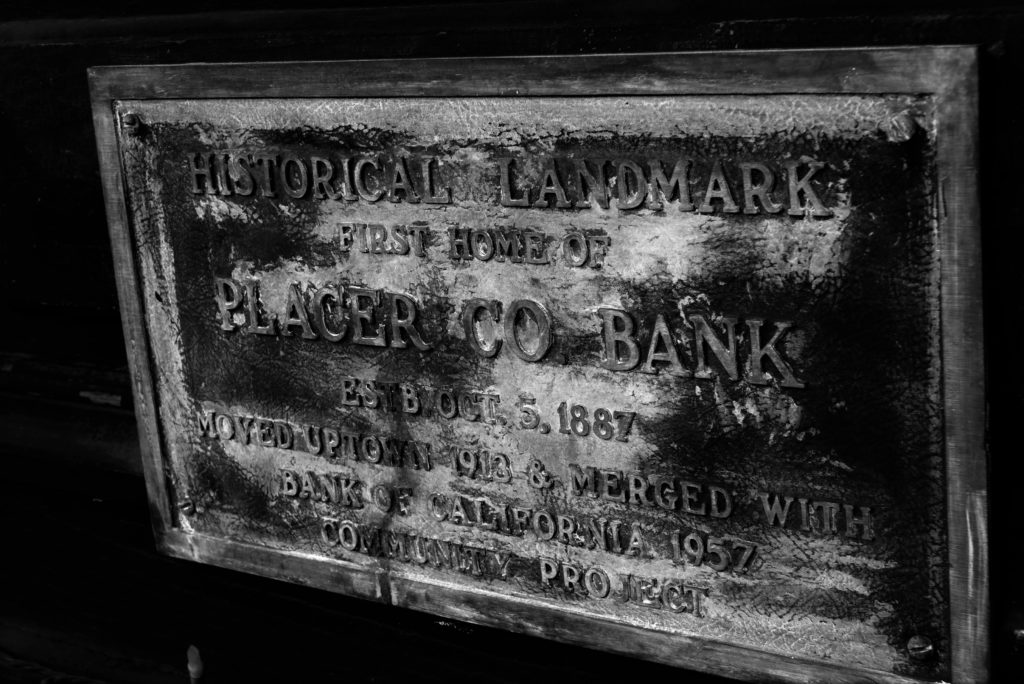 HISTORICAL LANDMARK
FIRST HOME OF
PLACER CO BANK
ESTB OCT. 5, 1887
MOVED UPTOWN 1913 & MERGED WITH
BANK OF CALIFORNIA 1957
COMMUNITY PROJECT